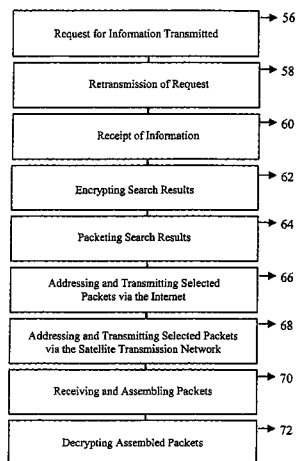 56
Request for Information Transmitted
58
Retransmission of Request
60
Receipt of Information
62
Encrypting Search Results
64
Packeting Search Results
66
Addressing and Transmitting Selected
Packets via the Internet
68
Addressing and Transmitting Selected Packets
via the Satellite Transmission Network
70
Receiving and Assembling Packets
72
Decrypting Assembled Packets